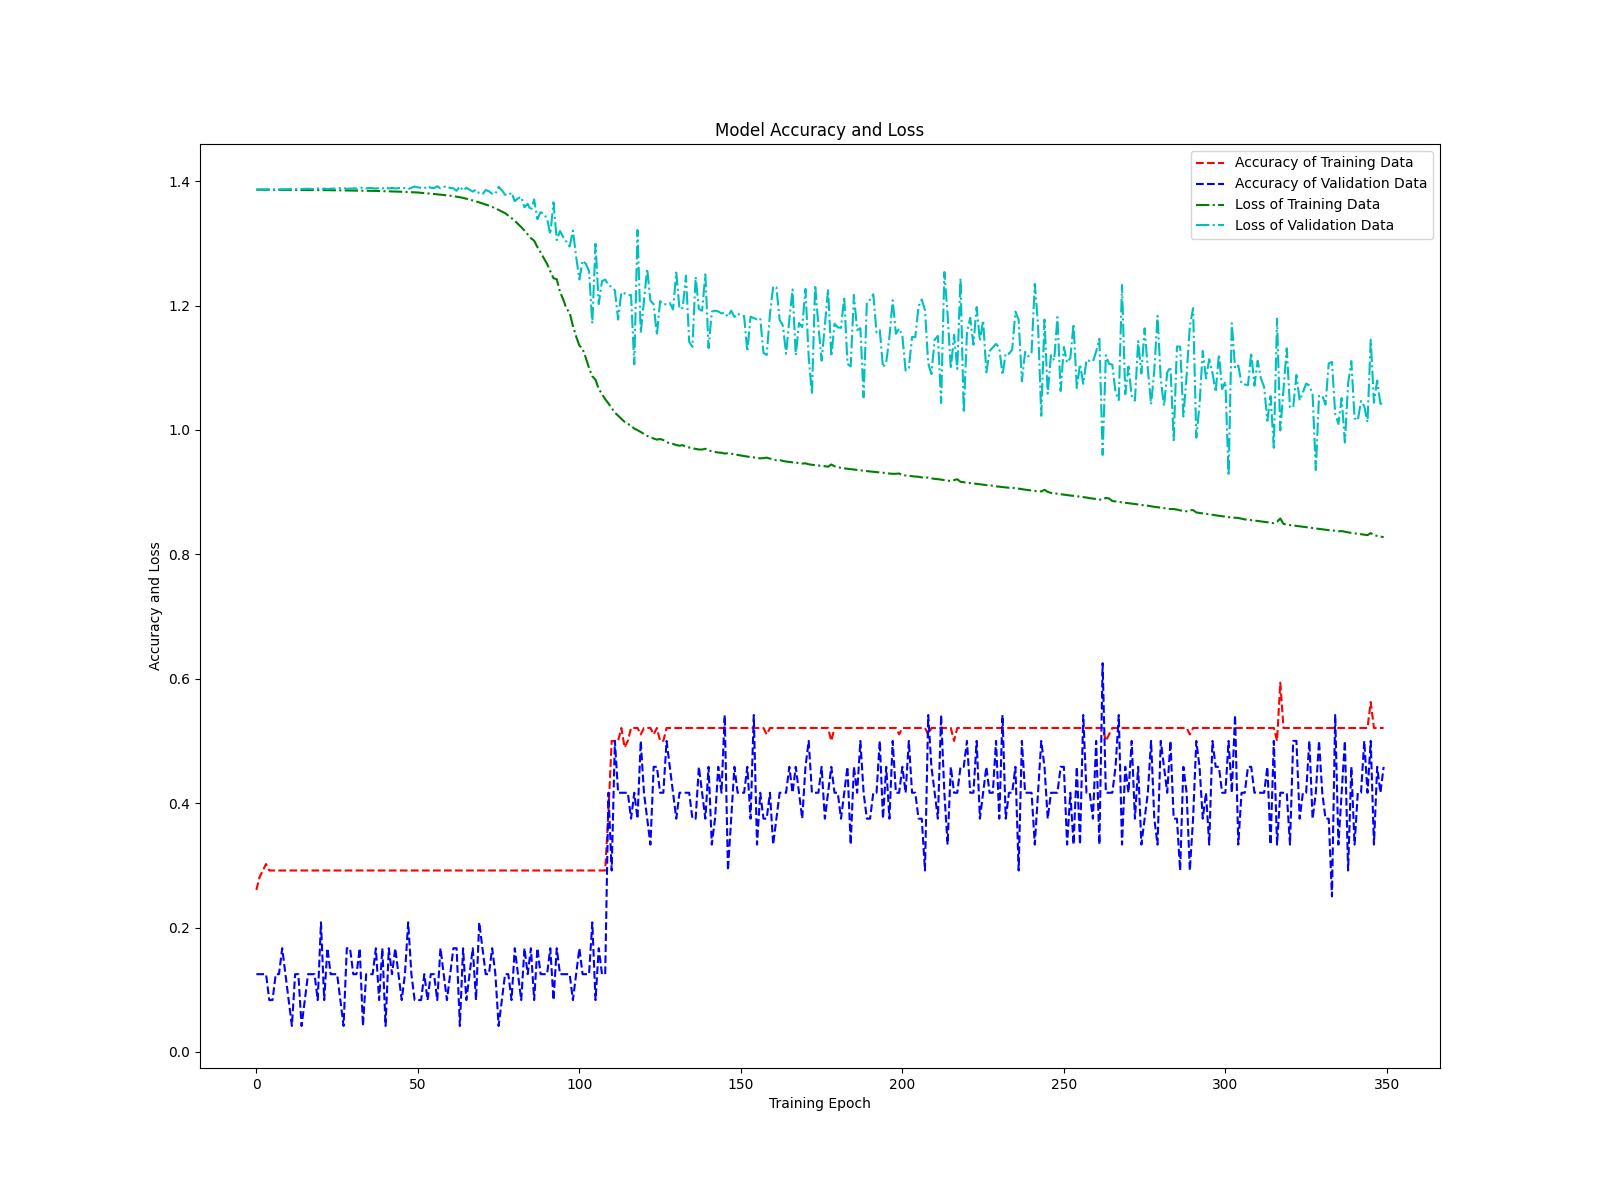 Model Accuracy and Loss
Accuracy of Training Data
Accuracy of Validation Data
Loss of Training Data
Loss of Validation Data
1.4
1.2
1.0
0.8
0.6
0.4
0.2
0.0
Accuracy and Loss
0 50 100 150 200 250 300 350
Training Epoch